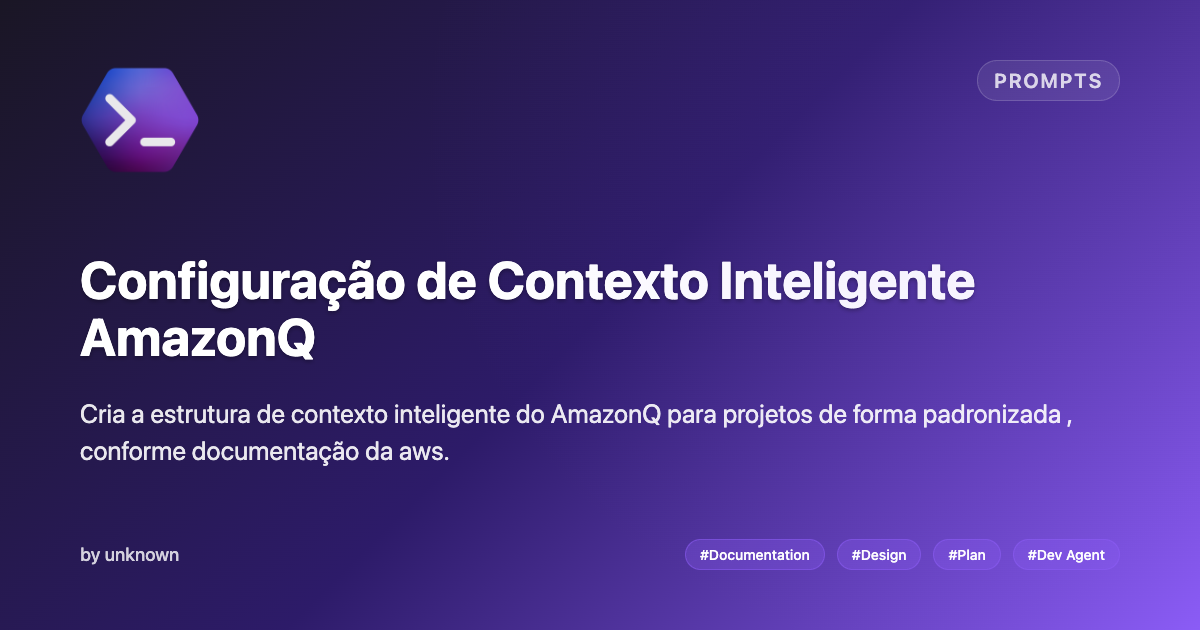 PROMPTS
Configuração de Contexto Inteligente
AmazonQ
Cria a estrutura de contexto inteligente do AmazonQ para projetos de forma padronizada ,
conforme documentação da aws.
by unknown
#Documentation
#Design
#Plan
#Dev Agent